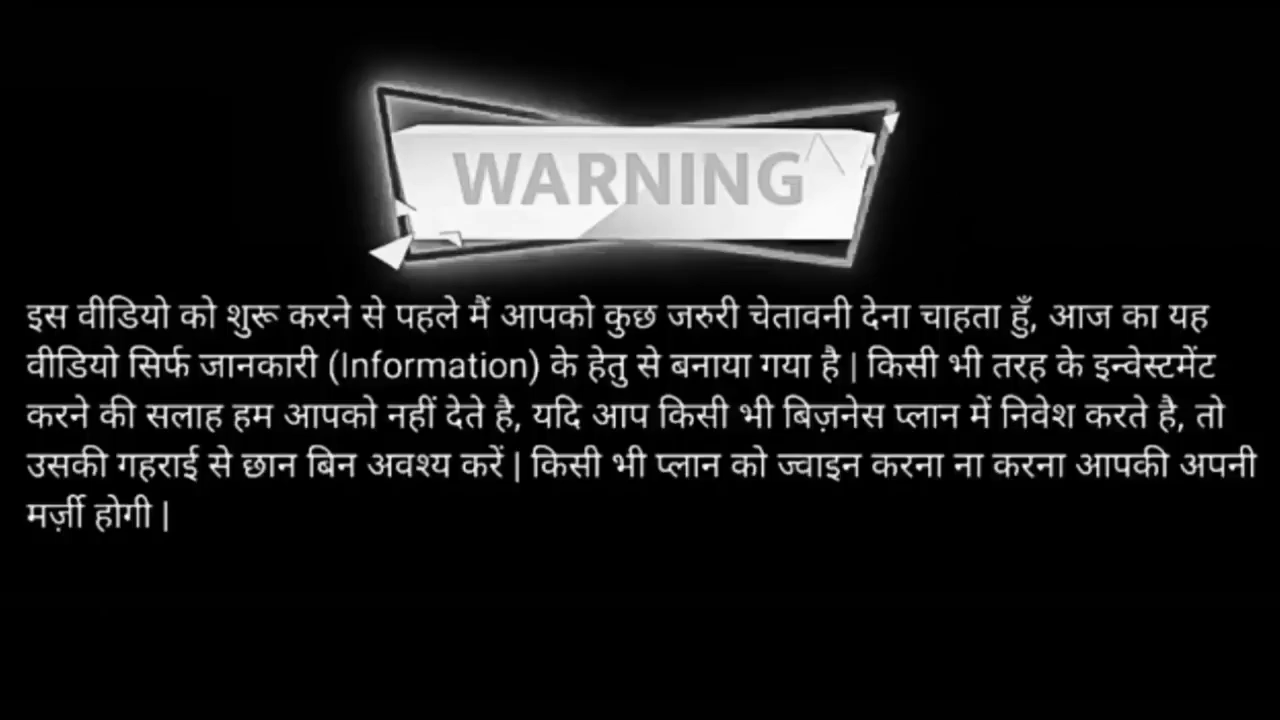 WARNING
इस वीडियो को शुरू करने से पहले मैं आपको कुछ जरुरी चेतावनी देना चाहता हुँ, आज का यह
वीडियो सिर्फ जानकारी (Information) के हेतु से बनाया गया है | किसी भी तरह के इन्वेस्टमेंट
करने की सलाह हम आपको नहीं देते है, यदि आप किसी भी बिज़नेस प्लान में निवेश करते है, तो
उसकी गहराई से छान बिन अवश्य करें | किसी भी प्लान को ज्वाइन करना ना करना आपकी अपनी
मर्ज़ी होगी |